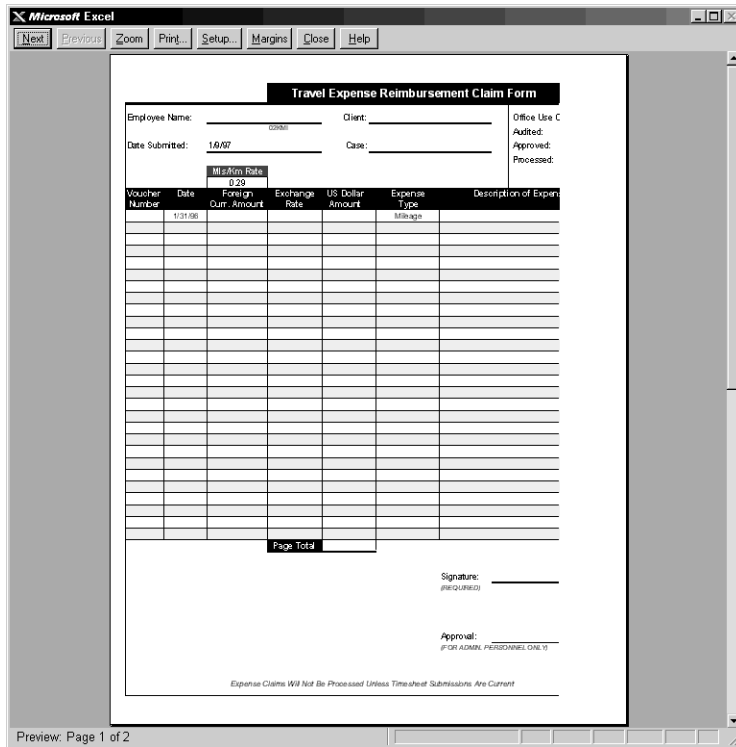 Microsoft Excel
Next Previous Zoom Print... Setup... Margins Close Help
Travel Expense Reimbursement Claim Form
Employee Name: Client: Office Use C
Audited:
Date Submitted: 1/9/97 Case: Approved:
Processed:
Mls/Km Rate
0.29
Voucher Date Foreign Exchange US Dollar Expense Description of Expens
Number Curr. Amount Rate Amount Type
1/31/96 Mileage
Page Total
Signature:
(REQUIRED)
Approval:
(FOR ADMIN. PERSONNEL ONLY)
Expense Claims Will Not Be Processed Unless Timesheet Submissions Are Current
Preview: Page 1 of 2